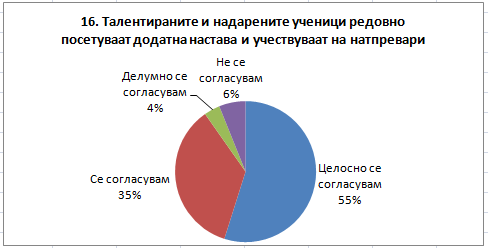 16. Талентираните и надарените ученици редовно
посетуваат додатна настава и учествуваат на натпревари
Не се
согласувам
6%
Делумно се
согласувам
4%
Се согласувам
35%
Целосно се
согласувам
55%